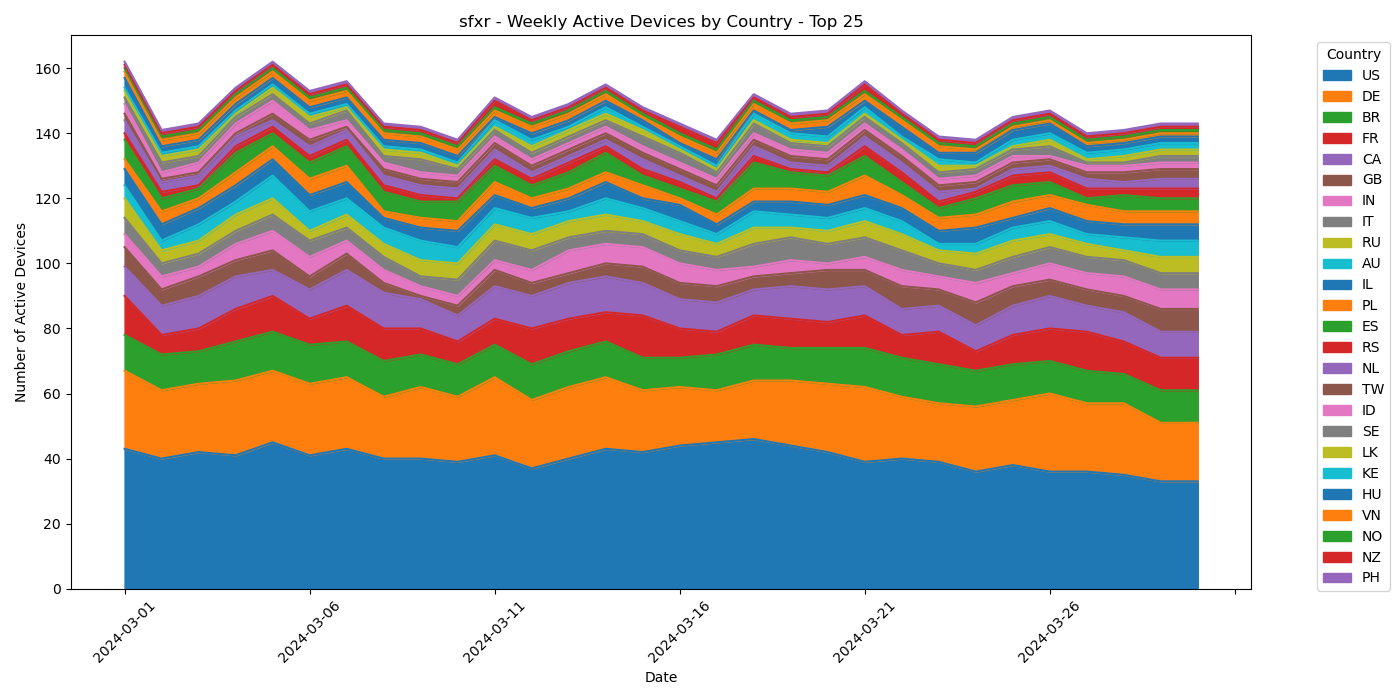 sfxr - Weekly Active Devices by Country - Top 25
Number of Active Devices
160
140
120
100
80
60
40
20
0
2024-03-01
2024-03-06
2024-03-11
2024-03-16
2024-03-21
2024-03-26
Date
Country
US
DE
BR
FR
CA
GB
IN
IT
RU
AU
IL
PL
ES
RS
NL
TW
ID
SE
LK
KE
HU
VN
NO
NZ
PH